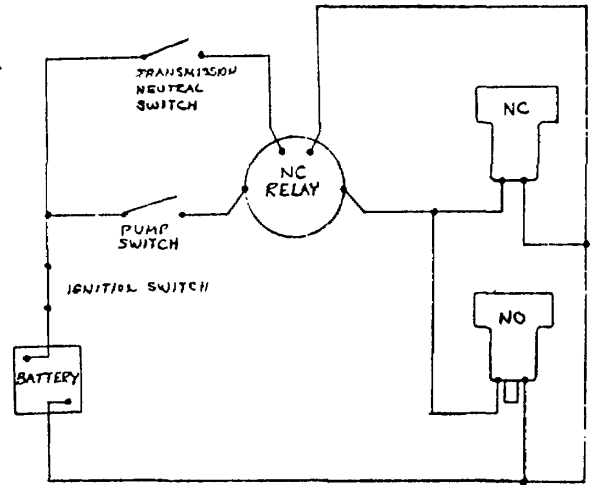 TRANSMISSION
NEUTRAL
SWITCH
NC
RELAY
NC
PUMP
SWITCH
IGNITION SWITCH
NO
BATTERY